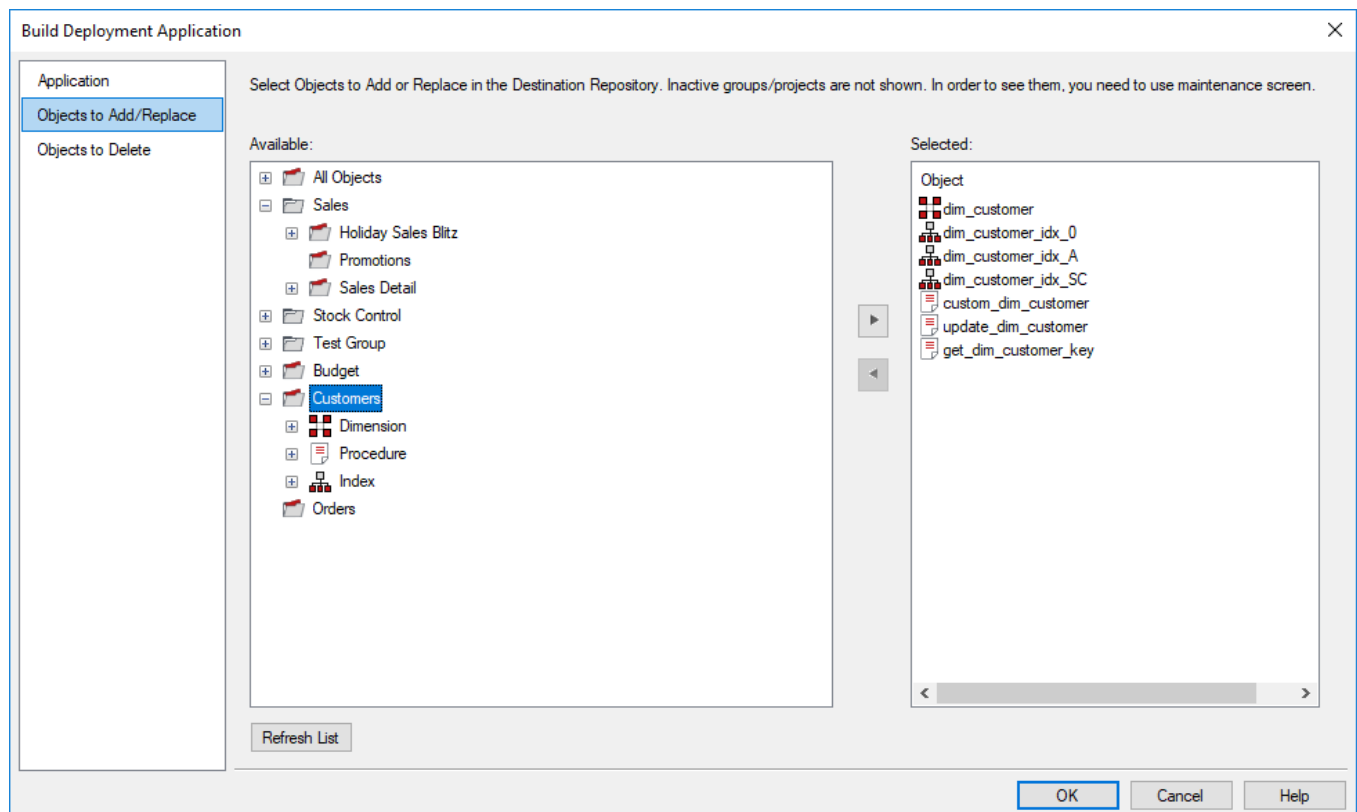 Build Deployment Application
Application
Objects to Add/Replace
Objects to Delete
Select Objects to Add or Replace in the Destination Repository. Inactive groups/projects are not shown. In order to see them, you need to use maintenance screen.
Available:
All Objects
Sales
Holiday Sales Blitz
Promotions
Sales Detail
Stock Control
Test Group
Budget
Customers
Dimension
Procedure
Index
Orders
Refresh List
Selected:
Object
dim_customer
dim_customer_idx_0
dim_customer_idx_A
dim_customer_idx_SC
custom_dim_customer
update_dim_customer
get_dim_customer_key
OK
Cancel
Help